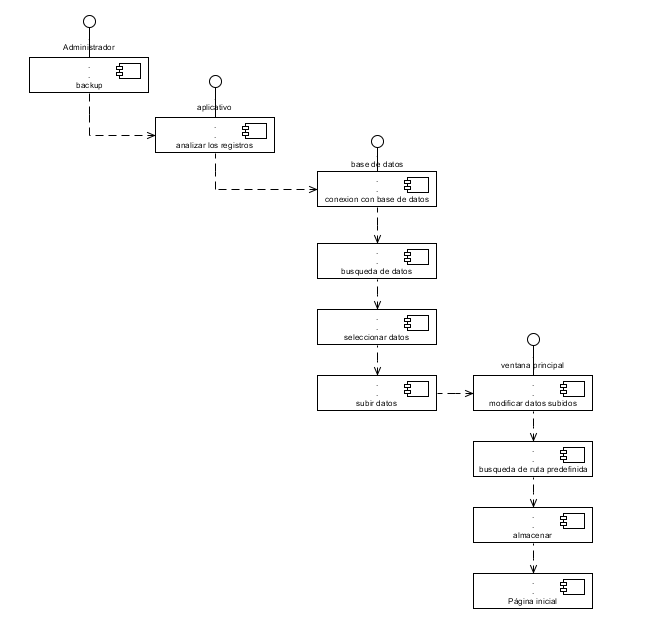 Administrador
backup
aplicativo
analizar los registros
base de datos
conexion con base de datos
busqueda de datos
seleccionar datos
subir datos
ventana principal
modificar datos subidos
busqueda de ruta predefinida
almacenar
Página inicial